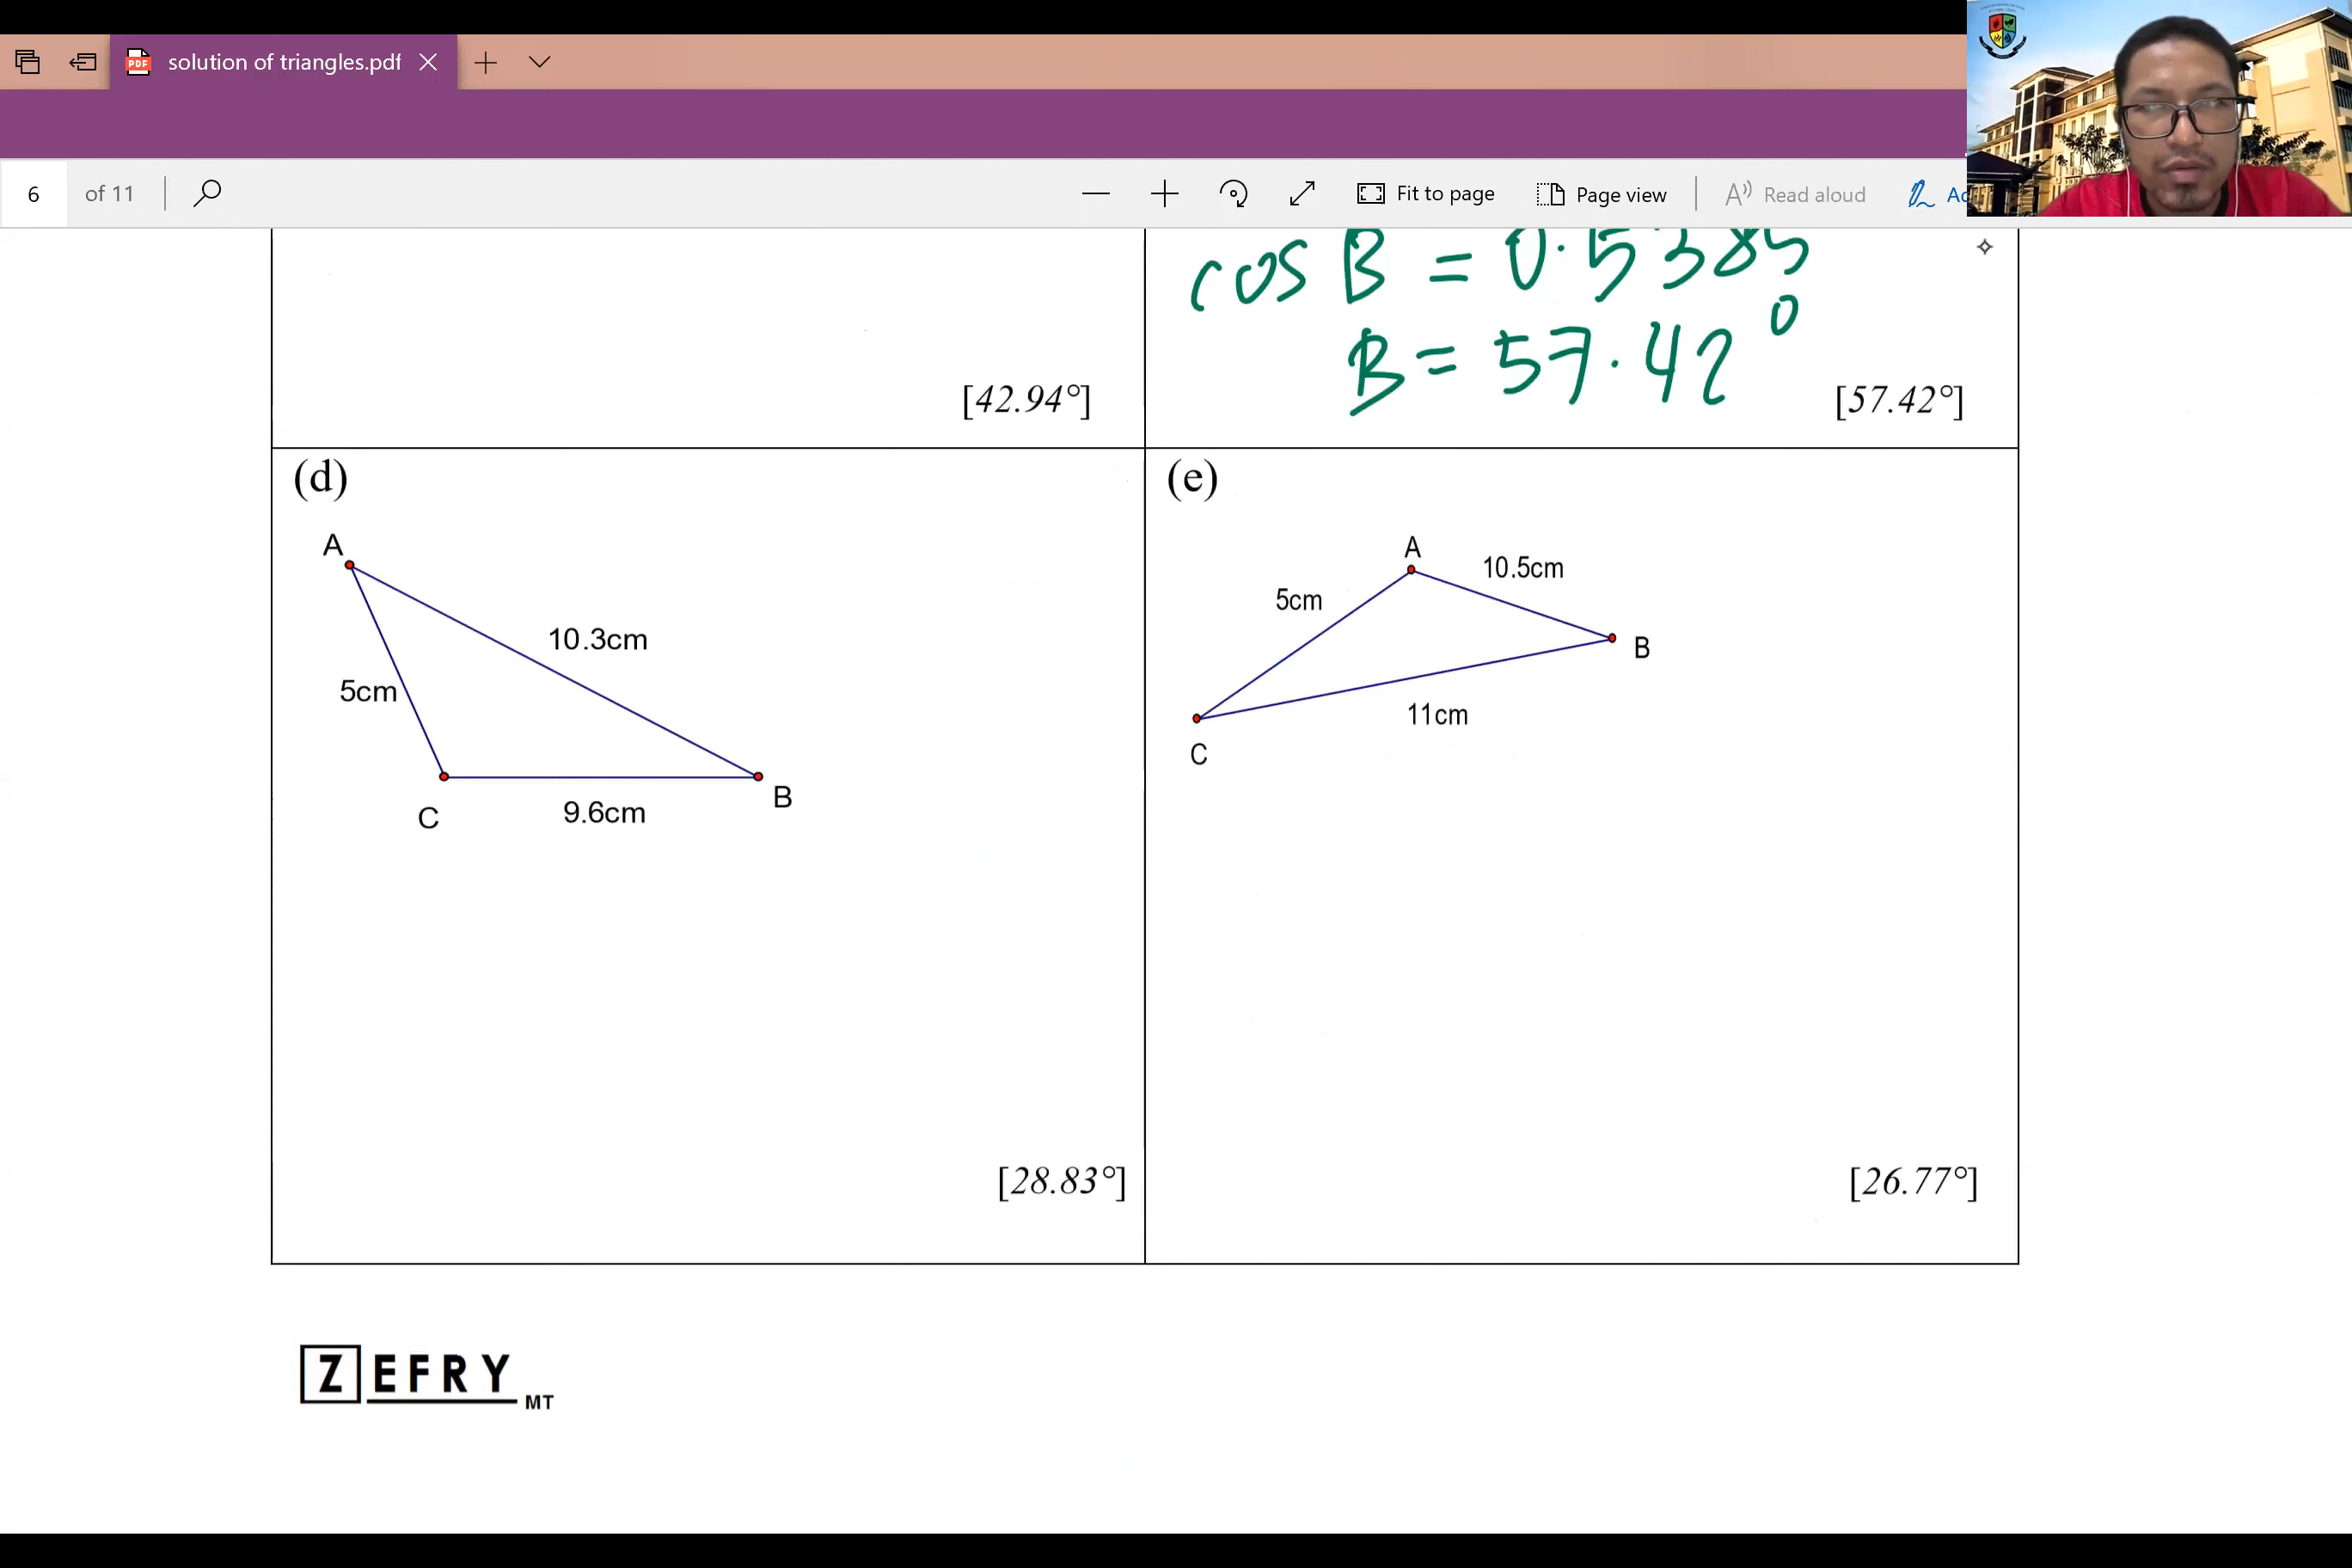 solution of triangles.pdf
PDF
6 of 11
Fit to page
Page view
Read aloud
cos B = 0.5385
B = 57.42°
[42.94°]
[57.42°]
(d)
A
10.3cm
5cm
C
9.6cm
B
[28.83°]
(e)
A
10.5cm
5cm
B
11cm
C
[26.77°]
ZEFRY MT